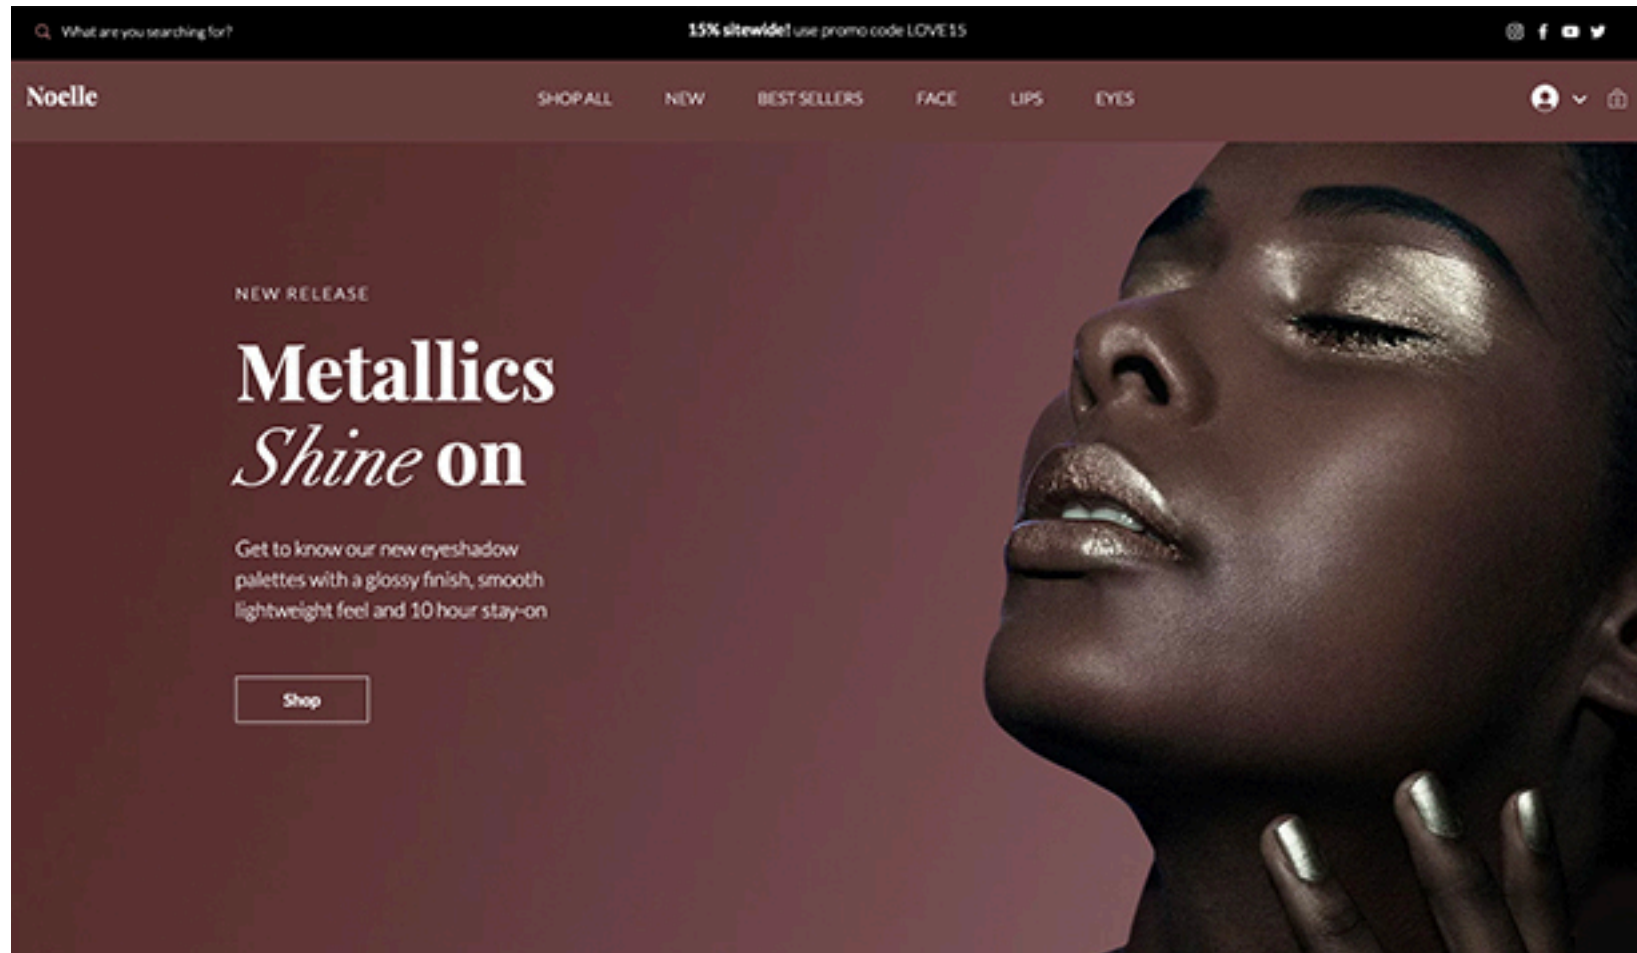 What are you searching for?
15% sitewide! use promo code LOVE15
Noelle
SHOP ALL
NEW
BEST SELLERS
FACE
LIPS
EYES
NEW RELEASE
Metallics
Shine on
Get to know our new eyeshadow
palettes with a glossy finish, smooth
lightweight feel and 10 hour stay-on
Shop